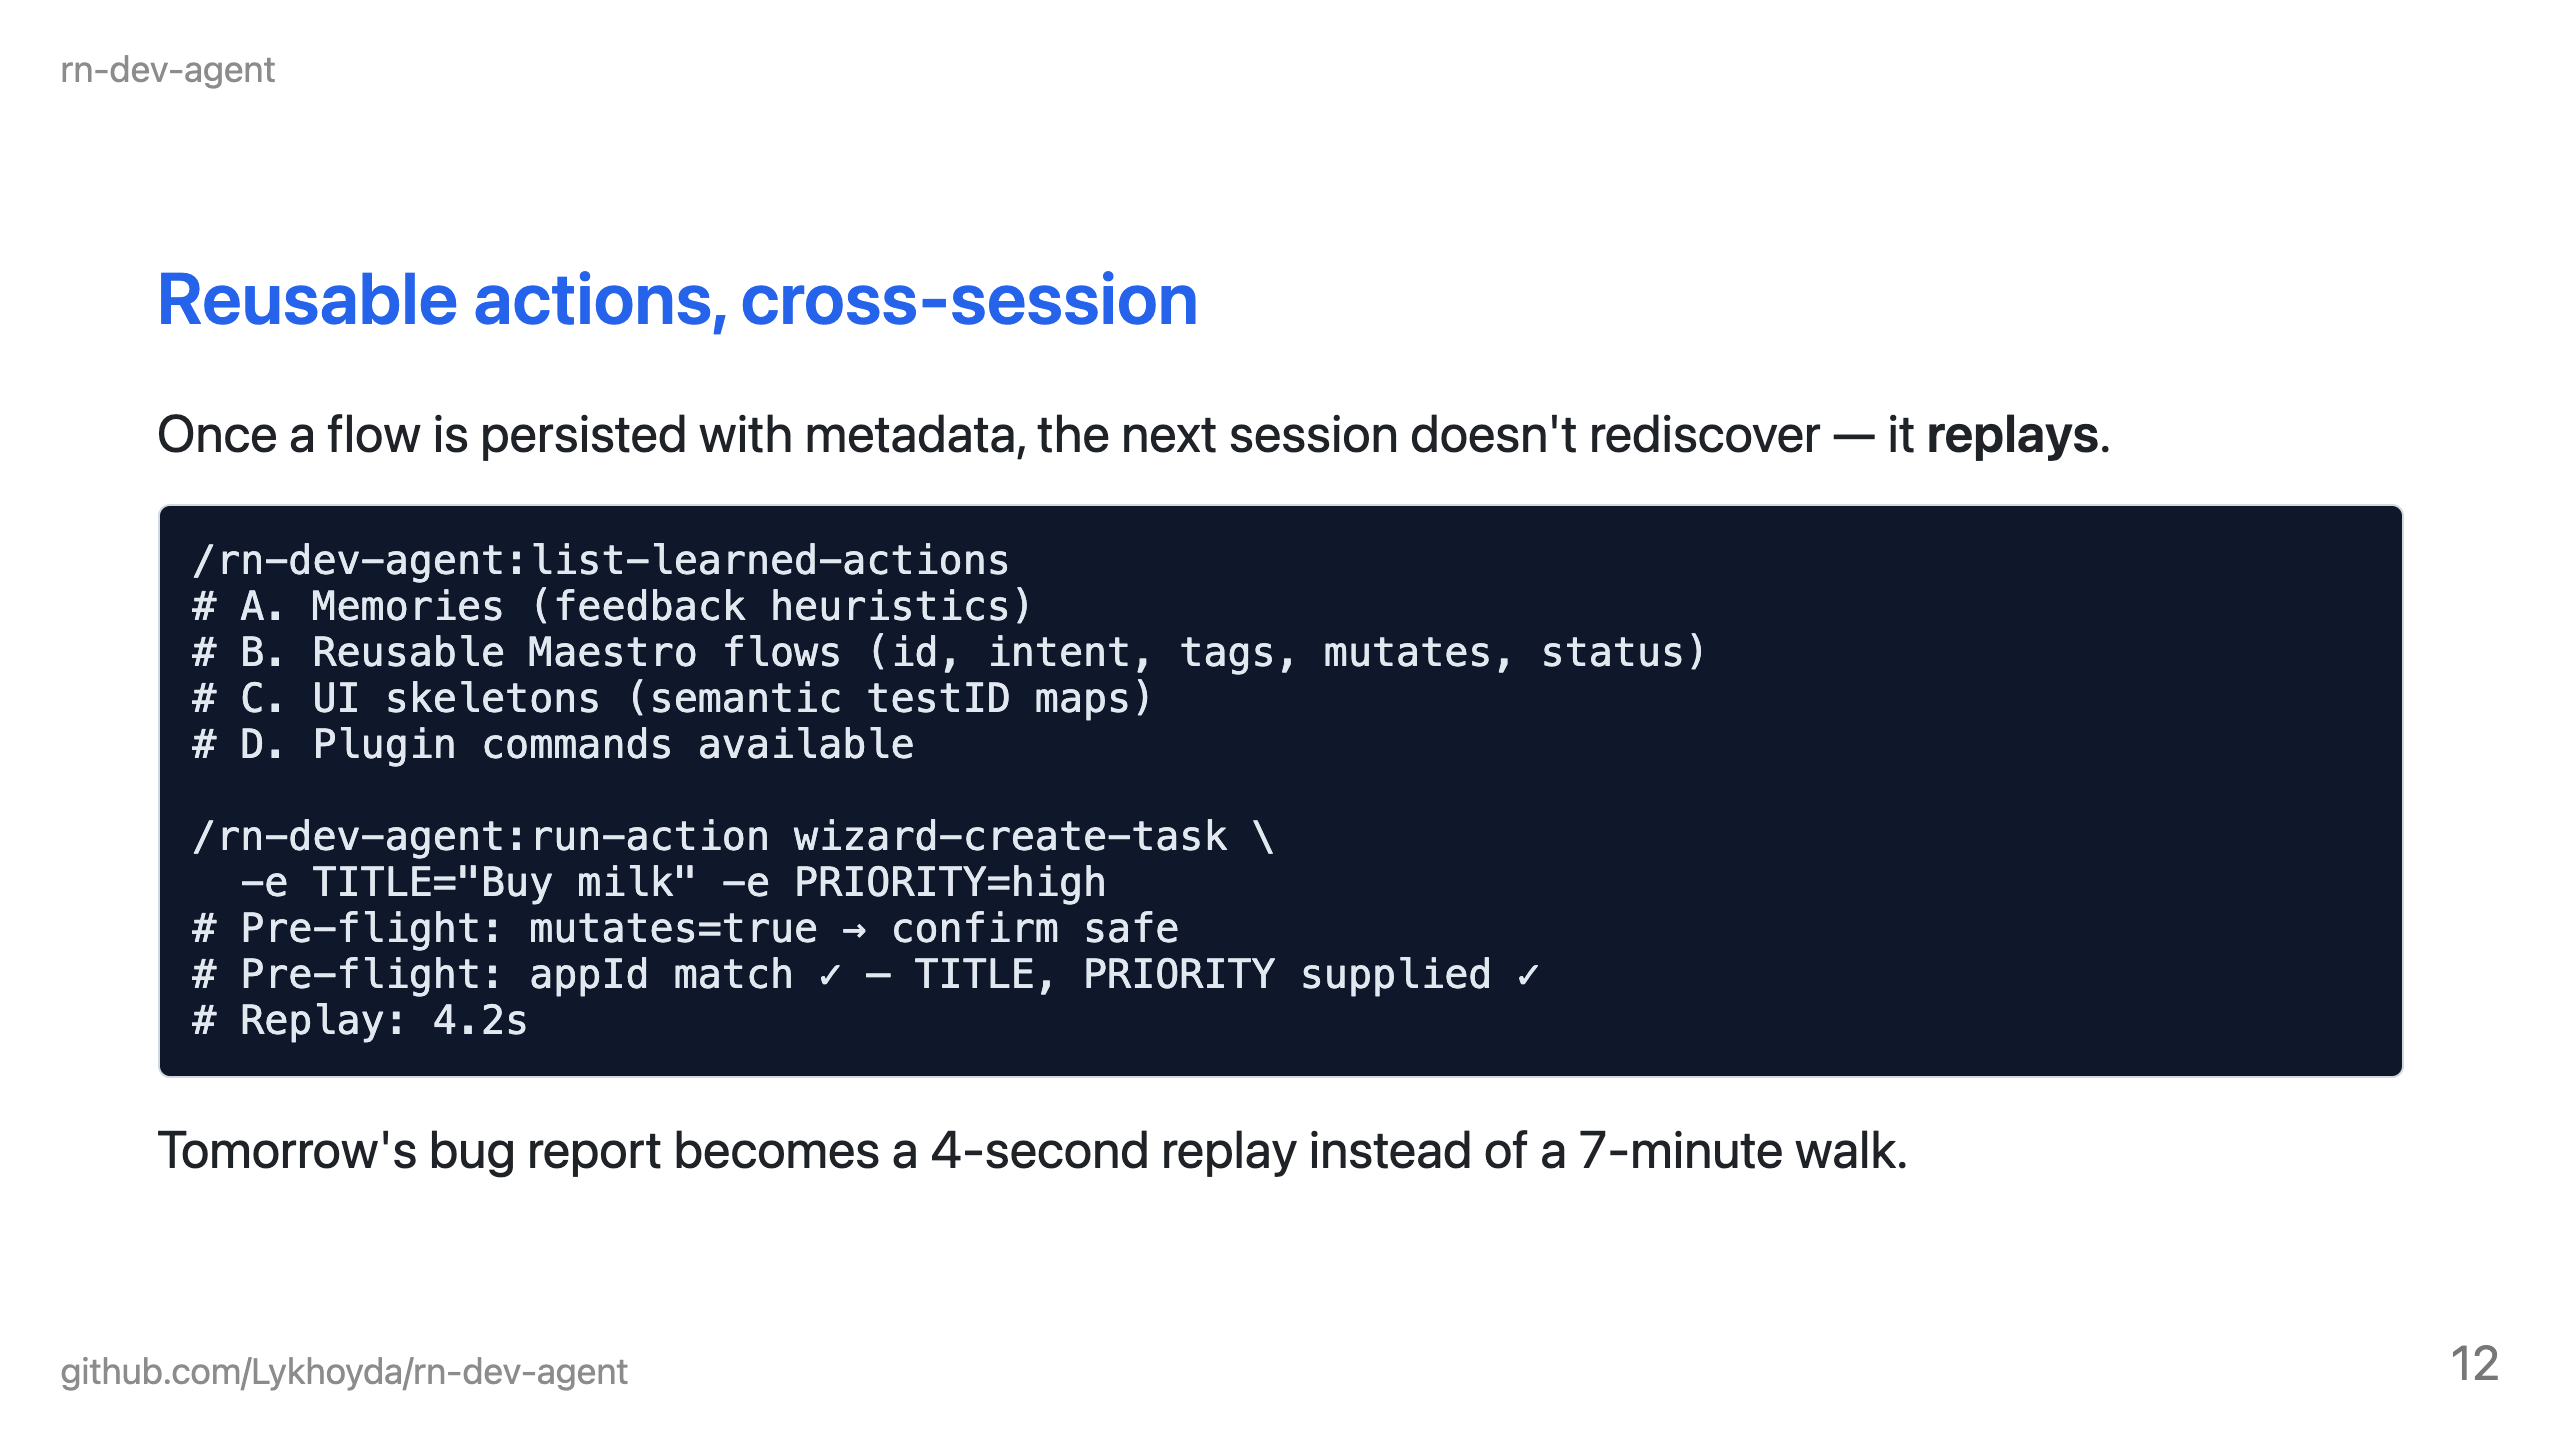 rn-dev-agent
Reusable actions, cross-session
Once a flow is persisted with metadata, the next session doesn't rediscover — it replays.
/rn-dev-agent:list-learned-actions
# A. Memories (feedback heuristics)
# B. Reusable Maestro flows (id, intent, tags, mutates, status)
# C. UI skeletons (semantic testID maps)
# D. Plugin commands available
/rn-dev-agent:run-action wizard-create-task \
  -e TITLE="Buy milk" -e PRIORITY=high
# Pre-flight: mutates=true → confirm safe
# Pre-flight: appId match ✓ — TITLE, PRIORITY supplied ✓
# Replay: 4.2s
Tomorrow's bug report becomes a 4-second replay instead of a 7-minute walk.
github.com/Lykhoyda/rn-dev-agent
12